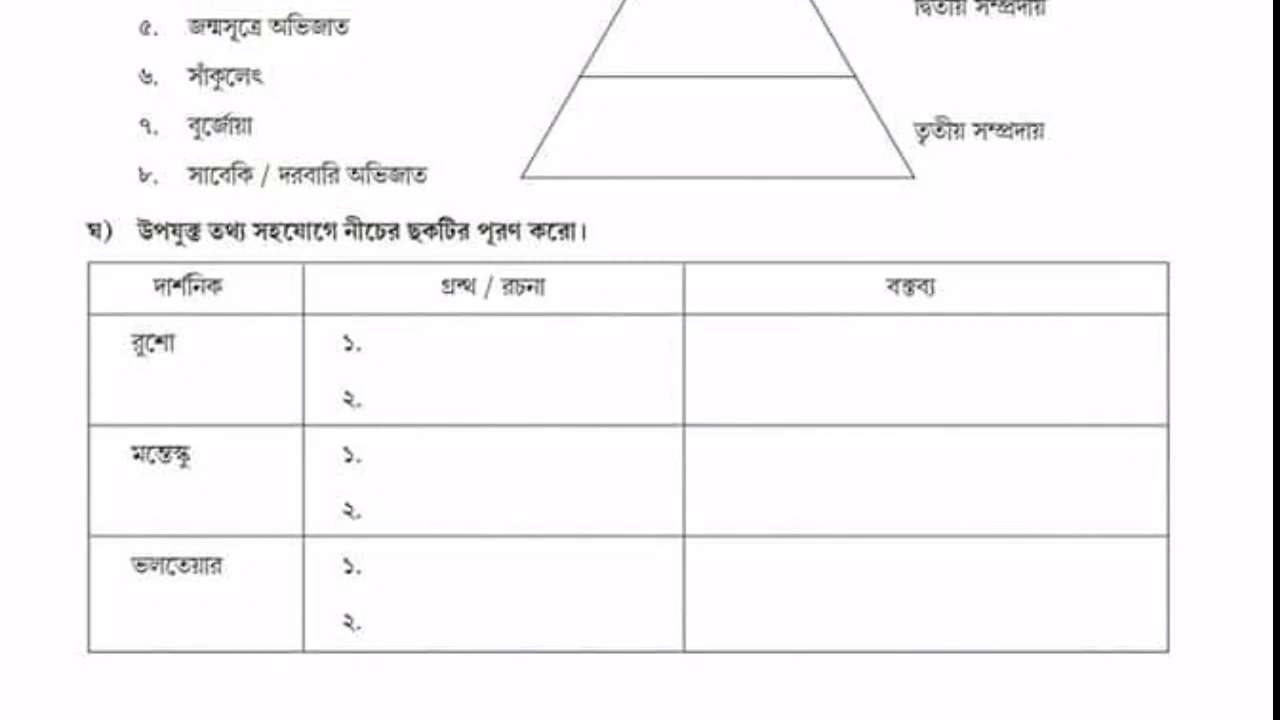 ৫. জন্মসূত্রে অভিজাত
দ্বিতীয় সম্প্রদায়
৬. সাঁকুলেৎ
৭. বুর্জোয়া
তৃতীয় সম্প্রদায়
৮. সাবেকি / দরবারি অভিজাত
ঘ) উপযুক্ত তথ্য সহযোগে নীচের ছকটির পূরণ করো।
দার্শনিক গ্রন্থ / রচনা বক্তব্য
রুশো ১.
২.
মন্তেস্কু ১.
২.
ভলতেয়ার ১.
২.